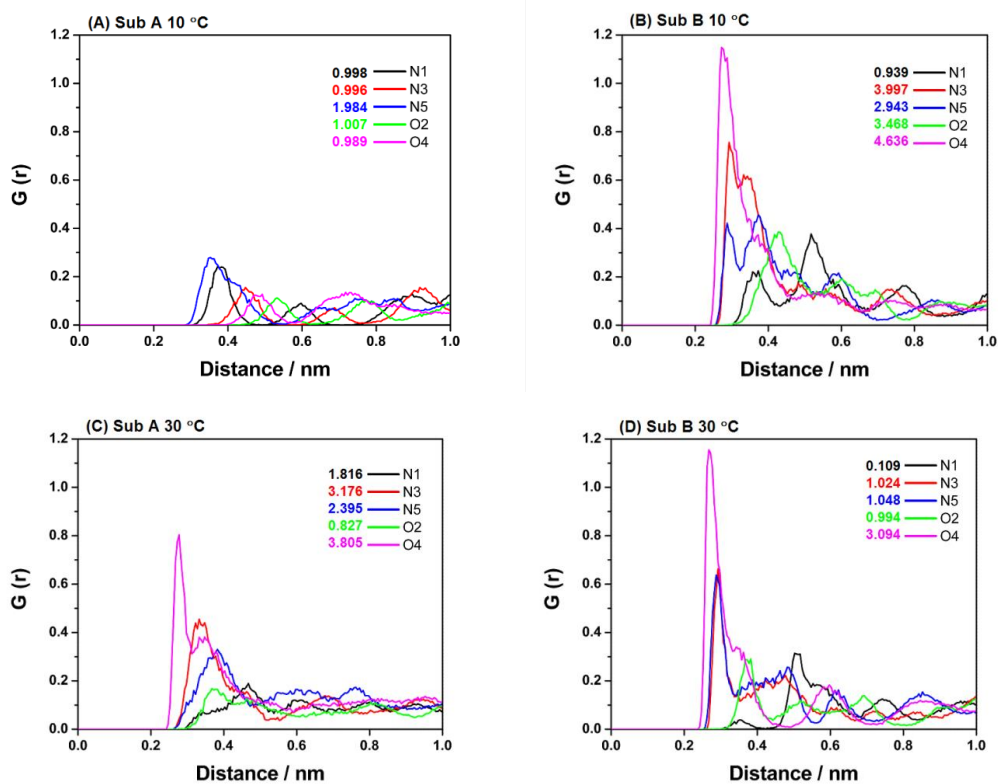 (A) Sub A 10 °C
1.2
1.0
0.8
0.6
0.4
0.2
0.0
G (r)
0.998 N1
0.996 N3
1.984 N5
1.007 O2
0.989 O4
0.0 0.2 0.4 0.6 0.8 1.0
Distance / nm
(B) Sub B 10 °C
1.2
1.0
0.8
0.6
0.4
0.2
0.0
G (r)
0.939 N1
3.997 N3
2.943 N5
3.468 O2
4.636 O4
0.0 0.2 0.4 0.6 0.8 1.0
Distance / nm
(C) Sub A 30 °C
1.2
1.0
0.8
0.6
0.4
0.2
0.0
G (r)
1.816 N1
3.176 N3
2.395 N5
0.827 O2
3.805 O4
0.0 0.2 0.4 0.6 0.8 1.0
Distance / nm
(D) Sub B 30 °C
1.2
1.0
0.8
0.6
0.4
0.2
0.0
G (r)
0.109 N1
1.024 N3
1.048 N5
0.994 O2
3.094 O4
0.0 0.2 0.4 0.6 0.8 1.0
Distance / nm